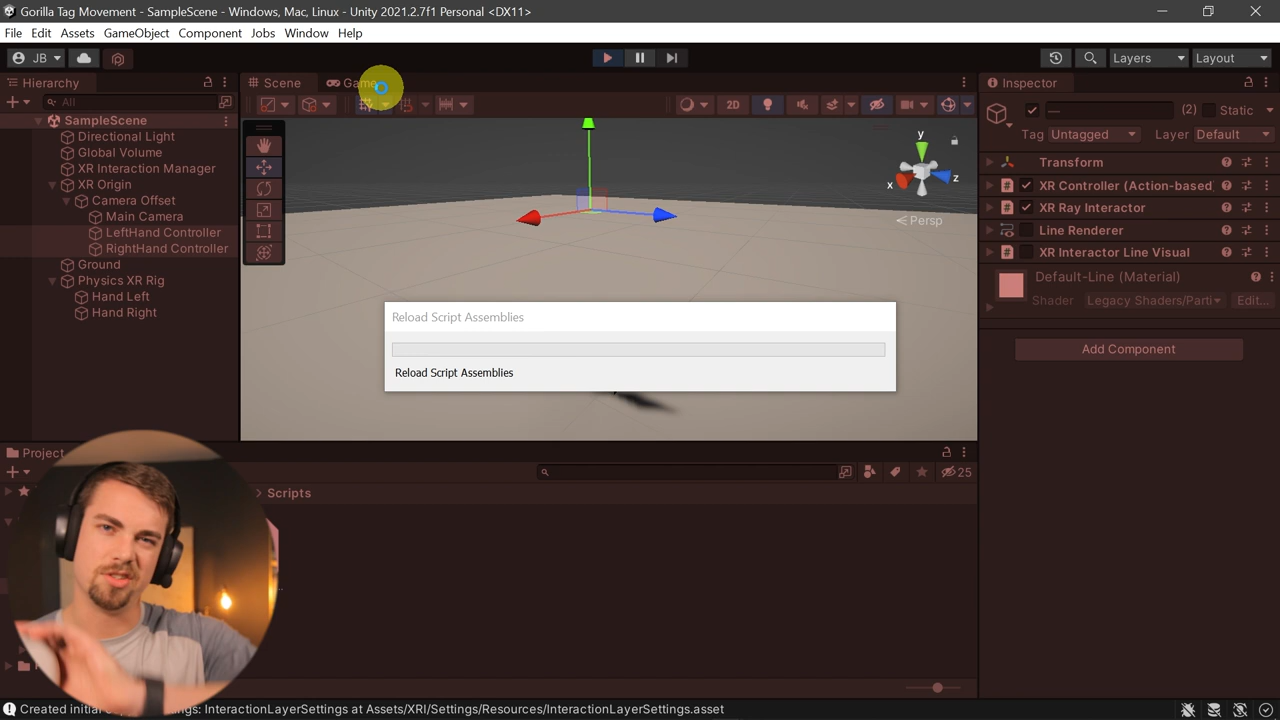 Gorilla Tag Movement - SampleScene - Windows, Mac, Linux - Unity 2021.2.7f1 Personal <DX11>
File Edit Assets GameObject Component Jobs Window Help
JB
Layers
Layout
Hierarchy
All
SampleScene
Directional Light
Global Volume
XR Interaction Manager
XR Origin
Camera Offset
Main Camera
LeftHand Controller
RightHand Controller
Ground
Physics XR Rig
Hand Left
Hand Right
Scene
Game
2D
y
x
z
Persp
Reload Script Assemblies
Reload Script Assemblies
Inspector
—
(2)
Static
Tag Untagged
Layer Default
Transform
XR Controller (Action-based
XR Ray Interactor
Line Renderer
XR Interactor Line Visual
Default-Line (Material)
Shader Legacy Shaders/Parti
Edit...
Add Component
Project
25
Scripts
InteractionLayerSettings at Assets/XRI/Settings/Resources/InteractionLayerSettings.asset